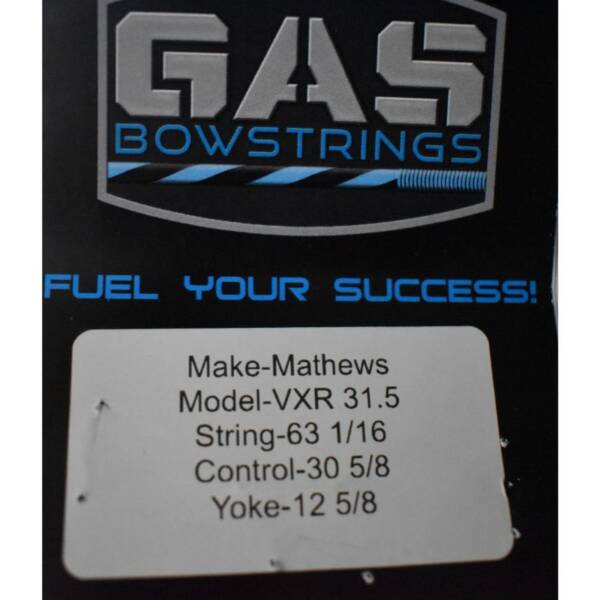 GAS
BOWSTRINGS
FUEL YOUR SUCCESS!
Make-Mathews
Model-VXR 31.5
String-63 1/16
Control-30 5/8
Yoke-12 5/8